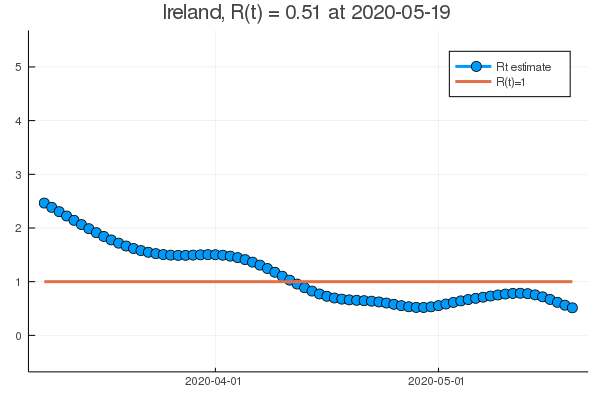 Ireland, R(t) = 0.51 at 2020-05-19
5
4
3
2
1
0
Rt estimate
R(t)=1
2020-04-01
2020-05-01